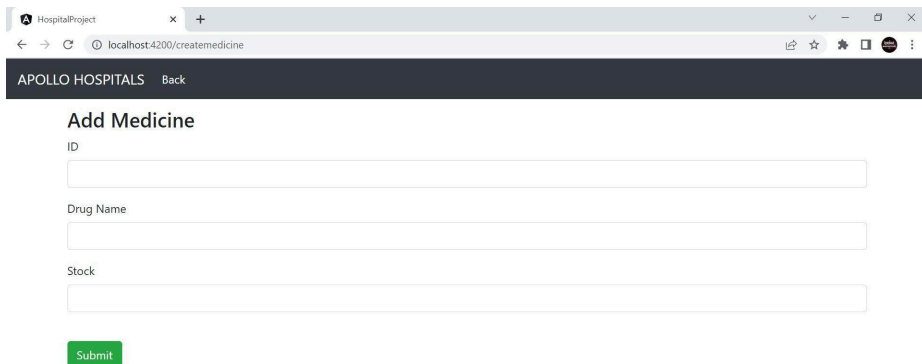 HospitalProject
localhost:4200/createmedicine
APOLLO HOSPITALS Back
Add Medicine
ID
Drug Name
Stock
Submit